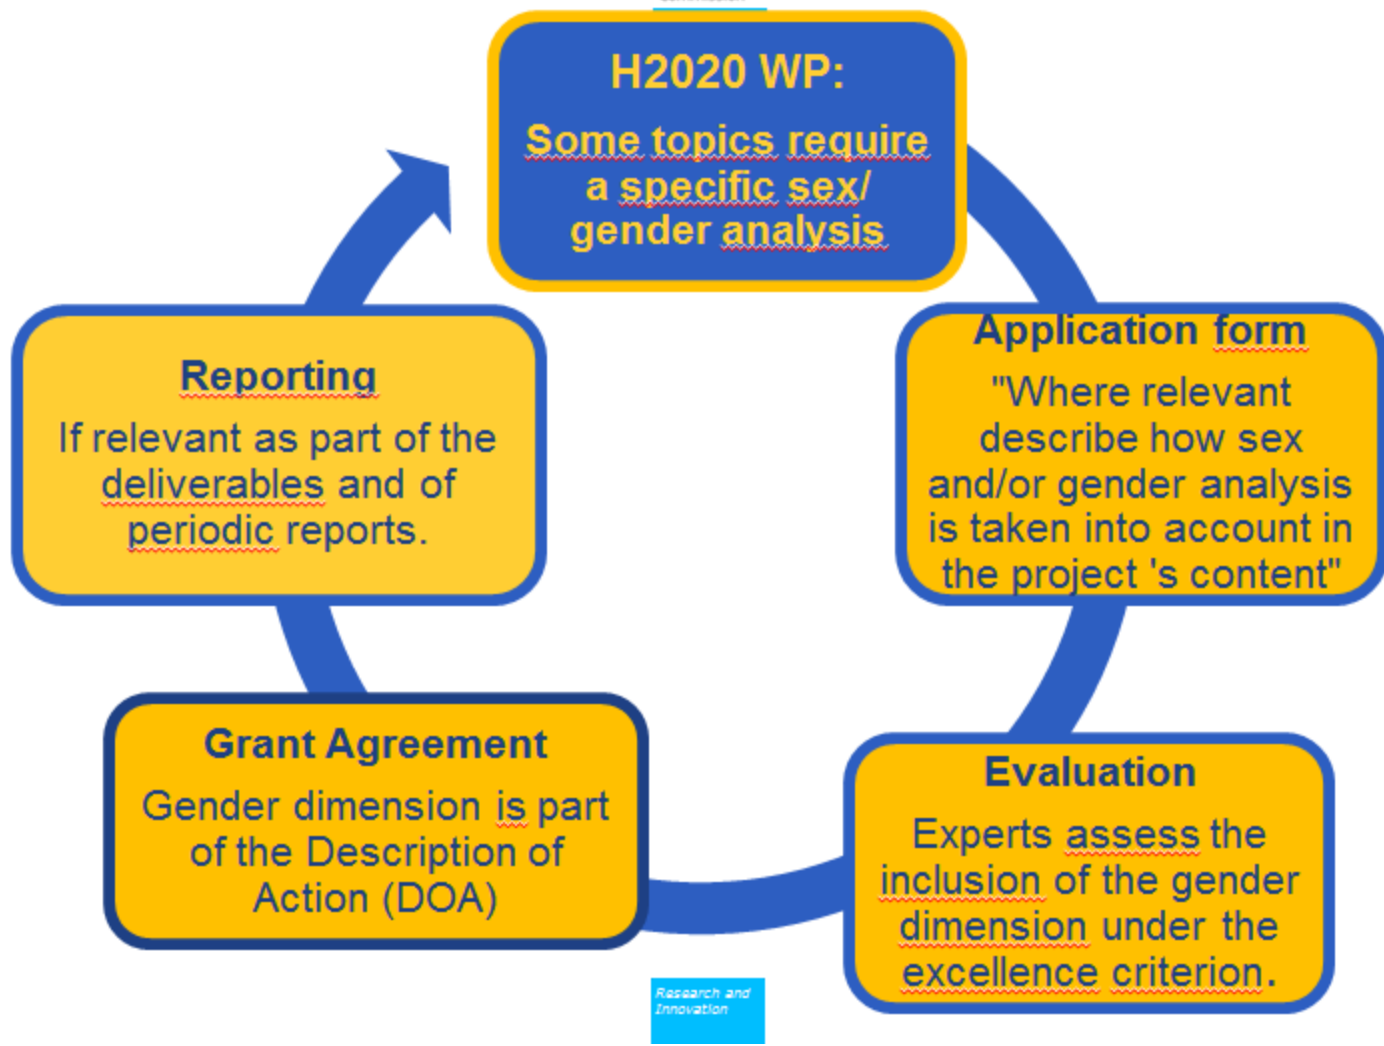 H2020 WP:
Some topics require
a specific sex/
gender analysis
Application form
"Where relevant
describe how sex
and/or gender analysis
is taken into account in
the project 's content"
Evaluation
Experts assess the
inclusion of the gender
dimension under the
excellence criterion.
Grant Agreement
Gender dimension is part
of the Description of
Action (DOA)
Reporting
If relevant as part of the
deliverables and of
periodic reports.
Research and
Innovation